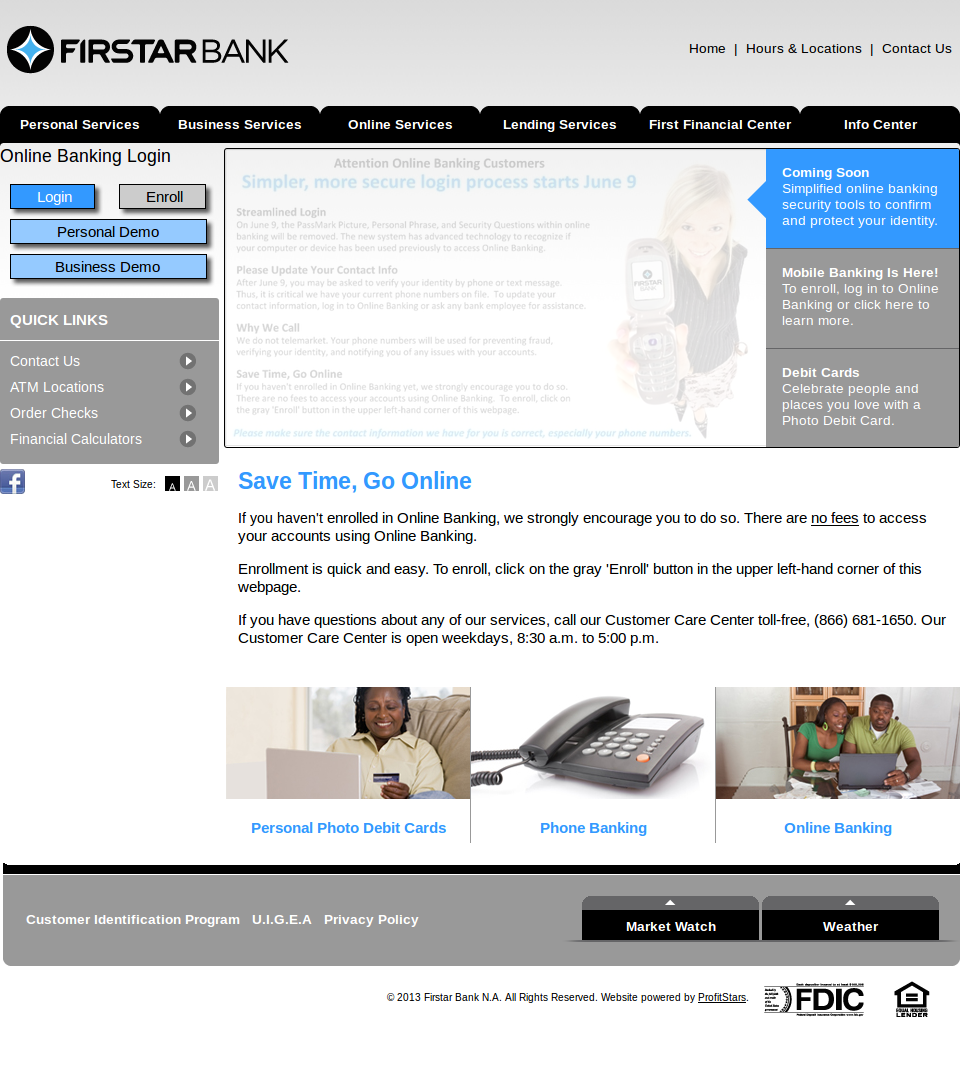 FIRSTAR BANK
Home | Hours & Locations | Contact Us
Personal Services Business Services Online Services Lending Services First Financial Center Info Center
Online Banking Login
Login Enroll
Personal Demo
Business Demo
QUICK LINKS
Contact Us
ATM Locations
Order Checks
Financial Calculators
Text Size: A A A
Attention Online Banking Customers
Simpler, more secure login process starts June 9
Streamlined Login
On June 9, the PassMark Picture, Personal Phrase, and Security Questions within online
banking will be removed. The new system has advanced technology to recognize if
your computer or device has been used previously to access Online Banking.
Please Update Your Contact Info
After June 9, you may be asked to verify your identity by phone or text message.
Thus, it is critical we have your current phone numbers on file. To update your
contact information, log in to Online Banking or ask any bank employee for assistance.
Why We Call
We do not telemarket. Your phone numbers will be used for preventing fraud,
verifying your identity, and notifying you of any issues with your accounts.
Save Time, Go Online
If you haven't enrolled in Online Banking yet, we strongly encourage you to do so.
There are no fees to access your accounts using Online Banking. To enroll, click on
the gray 'Enroll' button in the upper left-hand corner of this webpage.
Please make sure the contact information we have for you is correct, especially your phone numbers.
FIRSTAR
BANK
Coming Soon
Simplified online banking
security tools to confirm
and protect your identity.
Mobile Banking Is Here!
To enroll, log in to Online
Banking or click here to
learn more.
Debit Cards
Celebrate people and
places you love with a
Photo Debit Card.
Save Time, Go Online
If you haven't enrolled in Online Banking, we strongly encourage you to do so. There are no fees to access
your accounts using Online Banking.
Enrollment is quick and easy. To enroll, click on the gray 'Enroll' button in the upper left-hand corner of this
webpage.
If you have questions about any of our services, call our Customer Care Center toll-free, (866) 681-1650. Our
Customer Care Center is open weekdays, 8:30 a.m. to 5:00 p.m.
Personal Photo Debit Cards Phone Banking Online Banking
Customer Identification Program U.I.G.E.A Privacy Policy
Market Watch Weather
© 2013 Firstar Bank N.A. All Rights Reserved. Website powered by ProfitStars.
FDIC
EQUAL HOUSING
LENDER